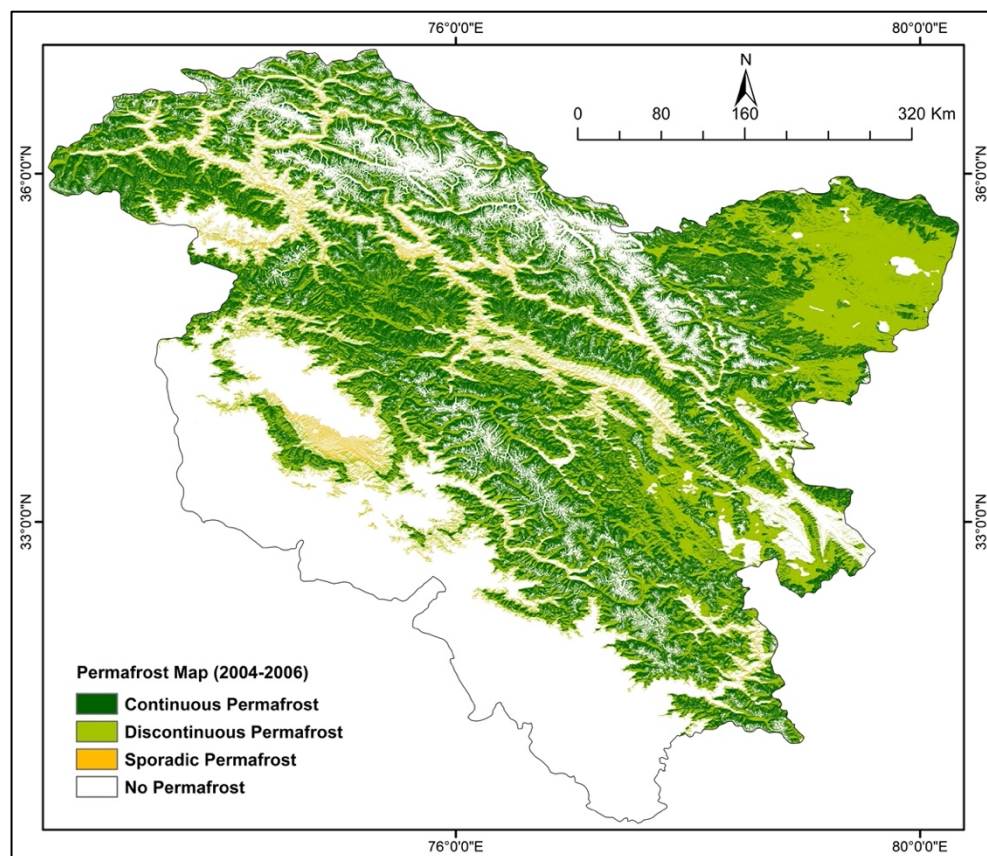 76°0'0"E 80°0'0"E
N
0 80 160 320 Km
36°0'0"N 36°0'0"N
33°0'0"N 33°0'0"N
Permafrost Map (2004-2006)
Continuous Permafrost
Discontinuous Permafrost
Sporadic Permafrost
No Permafrost
76°0'0"E 80°0'0"E